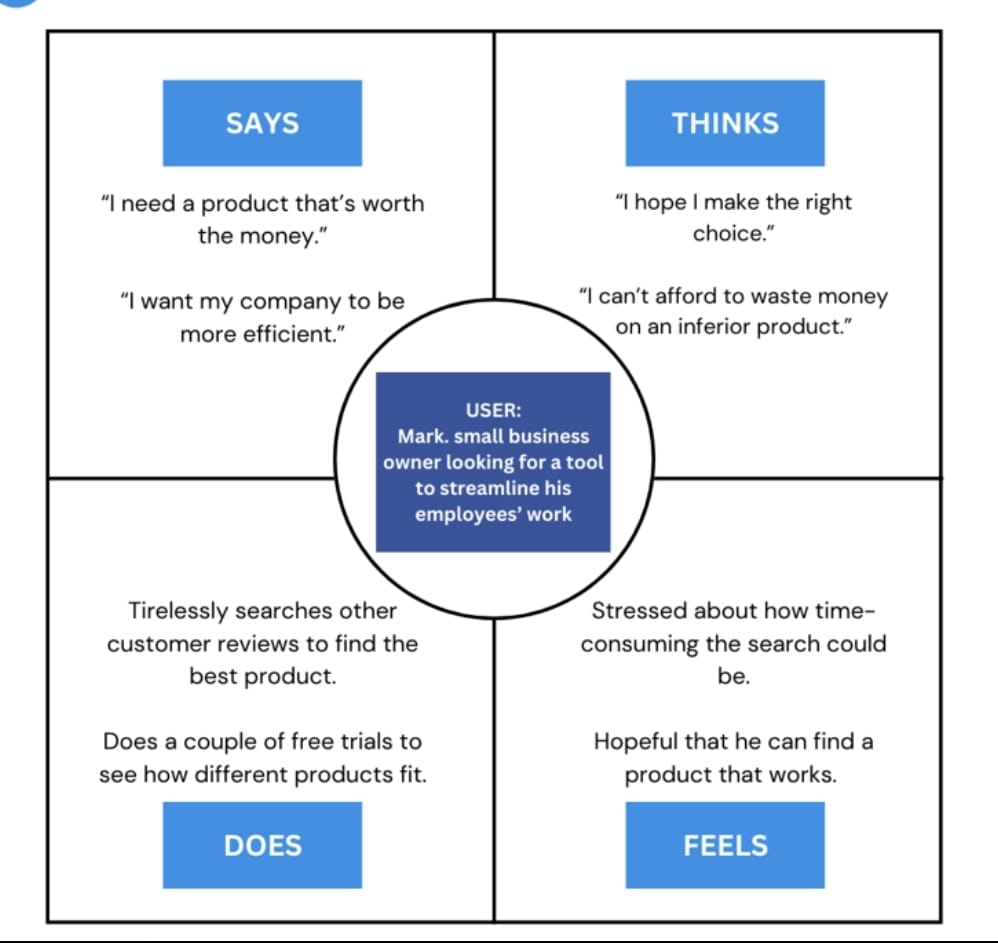 SAYS
“I need a product that’s worth
the money.”
“I want my company to be
more efficient.”
THINKS
“I hope I make the right
choice.”
“I can’t afford to waste money
on an inferior product.”
USER:
Mark. small business
owner looking for a tool
to streamline his
employees’ work
Tirelessly searches other
customer reviews to find the
best product.
Does a couple of free trials to
see how different products fit.
DOES
Stressed about how time-
consuming the search could
be.
Hopeful that he can find a
product that works.
FEELS